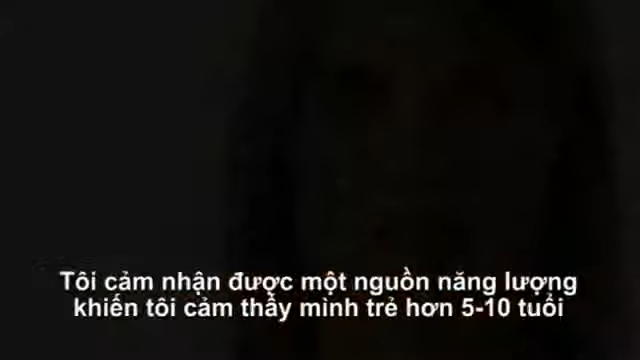 Tôi cảm nhận được một nguồn năng lượng
khiến tôi cảm thấy mình trẻ hơn 5-10 tuổi